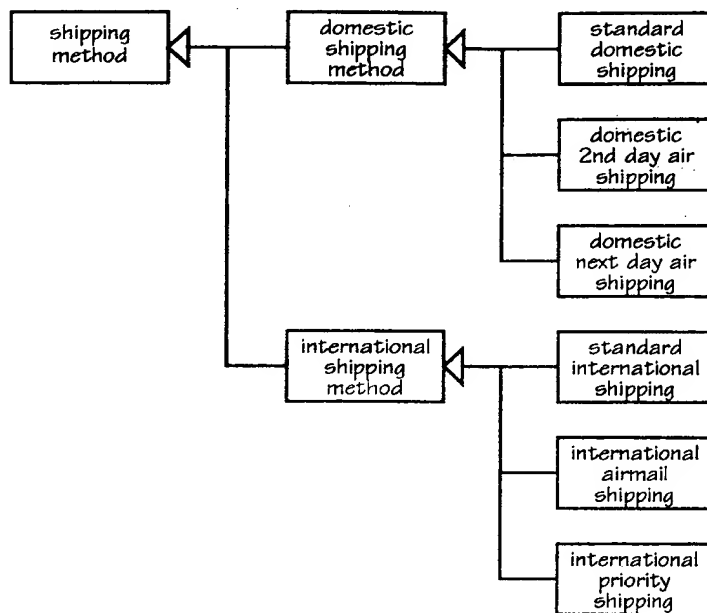 shipping
method
domestic
shipping
method
standard
domestic
shipping
domestic
2nd day air
shipping
domestic
next day air
shipping
international
shipping
method
standard
international
shipping
international
airmail
shipping
international
priority
shipping